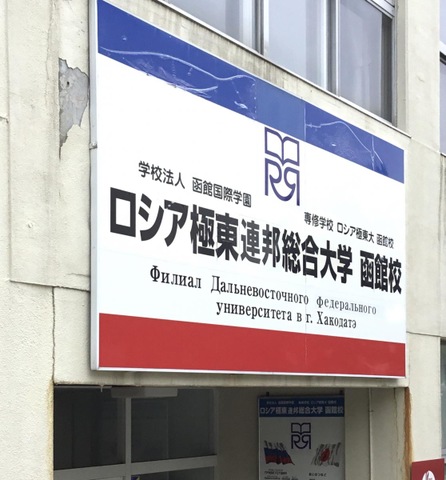 学校法人 函館国際学園
専修学校 ロシア極東大 函館校
ロシア極東連邦総合大学 函館校
Филиал Дальневосточного федерального
университета в г. Хакодатэ
ロシア極東連邦総合大学 函館校